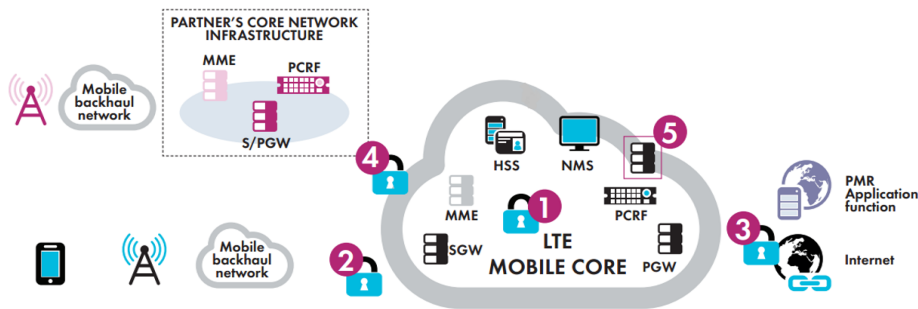 PARTNER'S CORE NETWORK
INFRASTRUCTURE
MME
PCRF
Mobile
backhaul
network
S/PGW
5
4
HSS
NMS
PMR
Application
function
1
MME
PCRF
3
LTE
MOBILE CORE
SGW
PGW
Mobile
backhaul
network
2
Internet